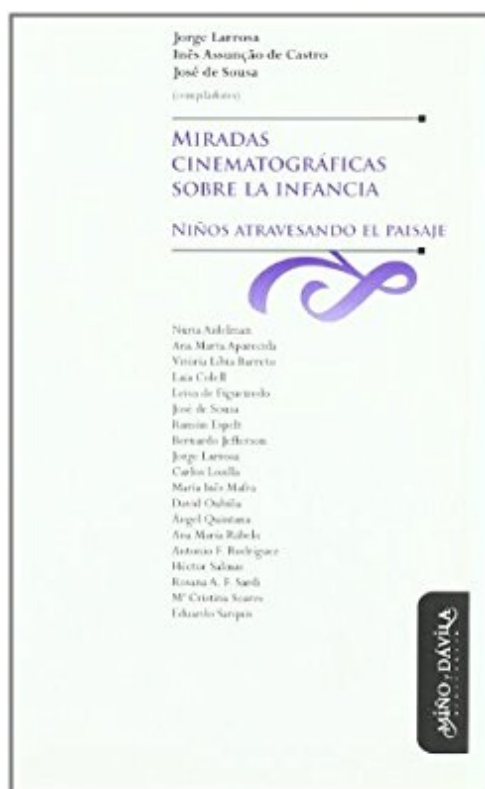 Jorge Larrosa
Inês Assunção de Castro
José de Sousa
(compiladores)
MIRADAS
CINEMATOGRÁFICAS
SOBRE LA INFANCIA
NIÑOS ATRAVESANDO EL PAISAJE
Nuria Aidelman
Ana Marta Aparecida
Vitória Líbia Barreto
Laia Colell
Leiva de Figueiredo
José de Sousa
Ramón Espelt
Bernardo Jefferson
Jorge Larrosa
Carlos Losilla
Maria Inês Mafra
David Oubiña
Ángel Quintana
Ana Maria Rabelo
Antonio F. Rodríguez
Héctor Salinas
Rosana A. F. Sardi
Mª Cristina Soares
Eduardo
MIÑO y DÁVILA